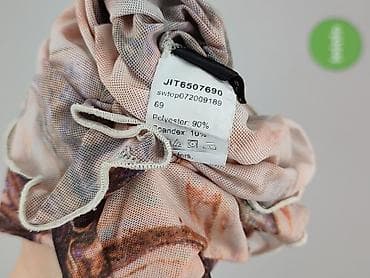 JIT6507690
swtop072009189
69
Polyester: 90%
Spandex: 10%